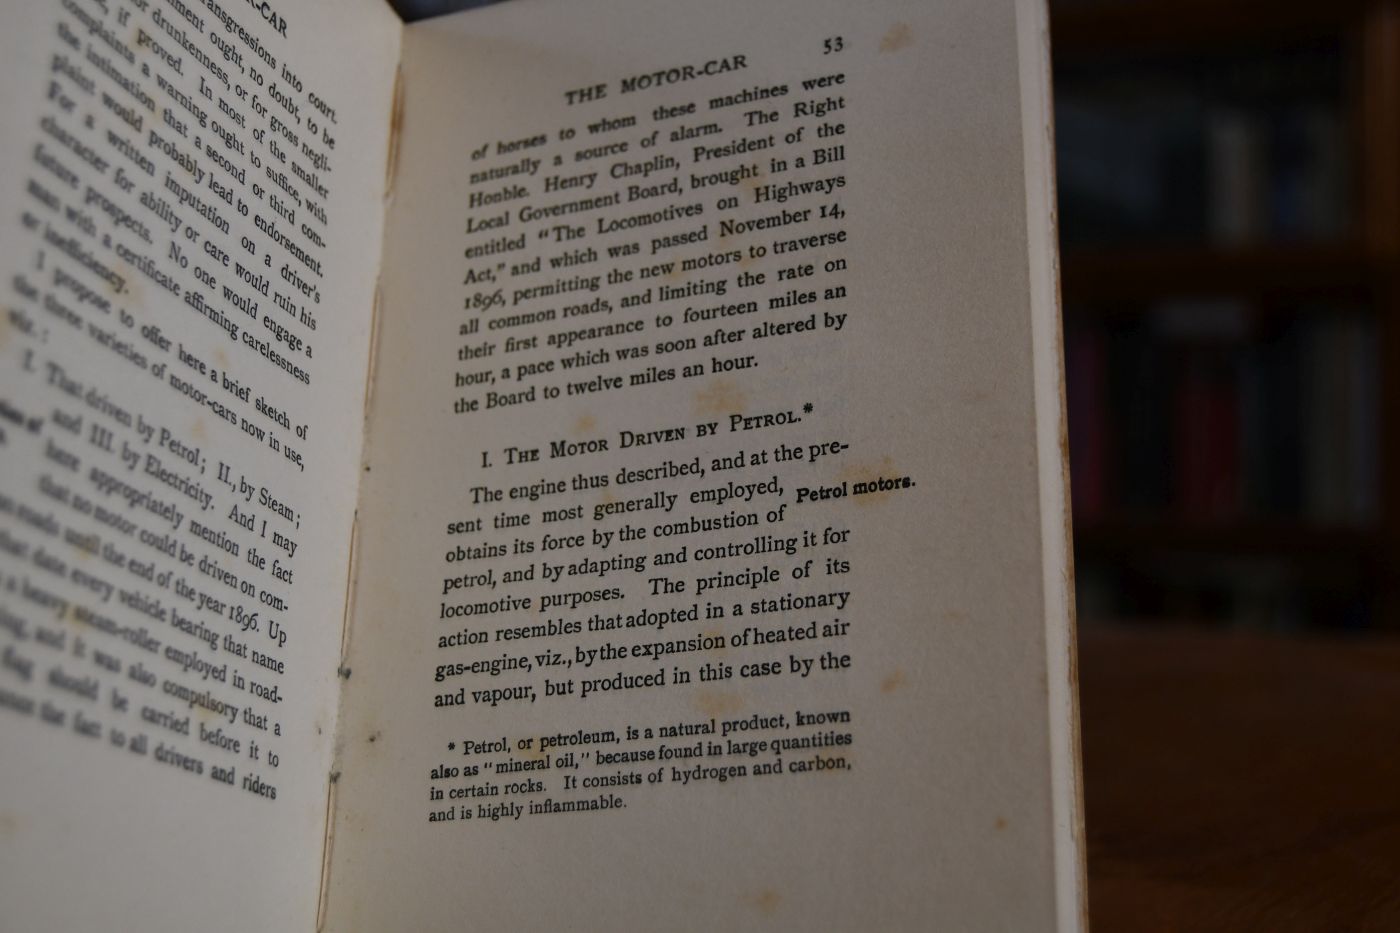 R-CAR
transgressions into court.
ment ought, no doubt, to be
or drunkenness, or for gross negli-
if proved. In most of the smaller
complaints a warning ought to suffice, with
the intimation that a second or third com-
plaint would probably lead to endorsement.
For a written imputation on a driver's
character for ability or care would ruin his
future prospects. No one would engage a
man with a certificate affirming carelessness
or inefficiency.
I propose to offer here a brief sketch of
the three varieties of motor-cars now in use,
viz.:
I. That driven by Petrol; II., by Steam;
and III. by Electricity. And I may
here appropriately mention the fact
that no motor could be driven on com-
roads until the end of the year 1896. Up
that date every vehicle bearing that name
a heavy steam-roller employed in road-
and it was also compulsory that a
flag should be carried before it to
the fact to all drivers and riders
THE MOTOR-CAR 53
of horses to whom these machines were
naturally a source of alarm. The Right
Honble. Henry Chaplin, President of the
Local Government Board, brought in a Bill
entitled "The Locomotives on Highways
Act," and which was passed November 14,
1896, permitting the new motors to traverse
all common roads, and limiting the rate on
their first appearance to fourteen miles an
hour, a pace which was soon after altered by
the Board to twelve miles an hour.
I. THE MOTOR DRIVEN BY PETROL.*
The engine thus described, and at the pre-
sent time most generally employed,
Petrol motors.
obtains its force by the combustion of
petrol, and by adapting and controlling it for
locomotive purposes. The principle of its
action resembles that adopted in a stationary
gas-engine, viz., by the expansion of heated air
and vapour, but produced in this case by the
* Petrol, or petroleum, is a natural product, known
also as "mineral oil," because found in large quantities
in certain rocks. It consists of hydrogen and carbon,
and is highly inflammable.